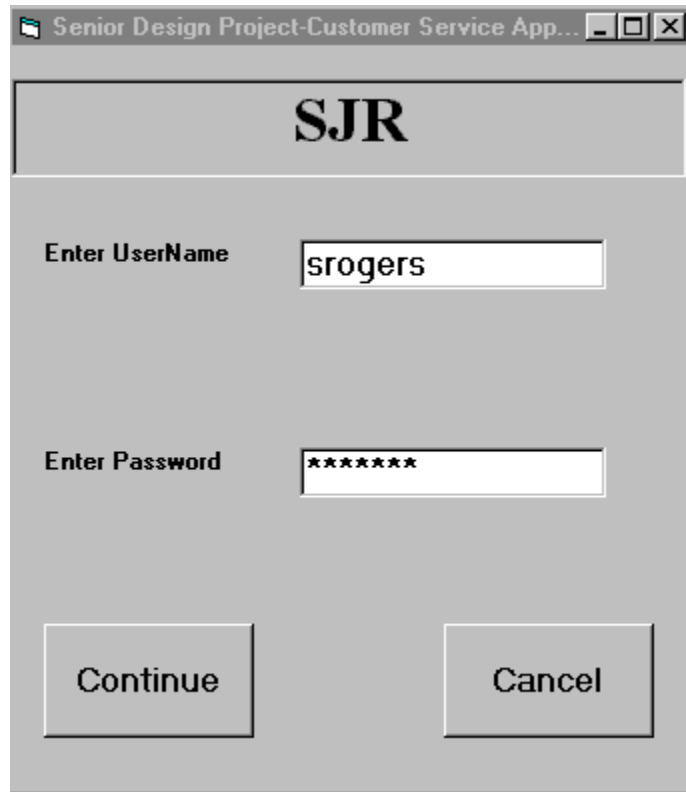 Senior Design Project-Customer Service App...
SJR
Enter UserName
srogers
Enter Password
*******
Continue
Cancel